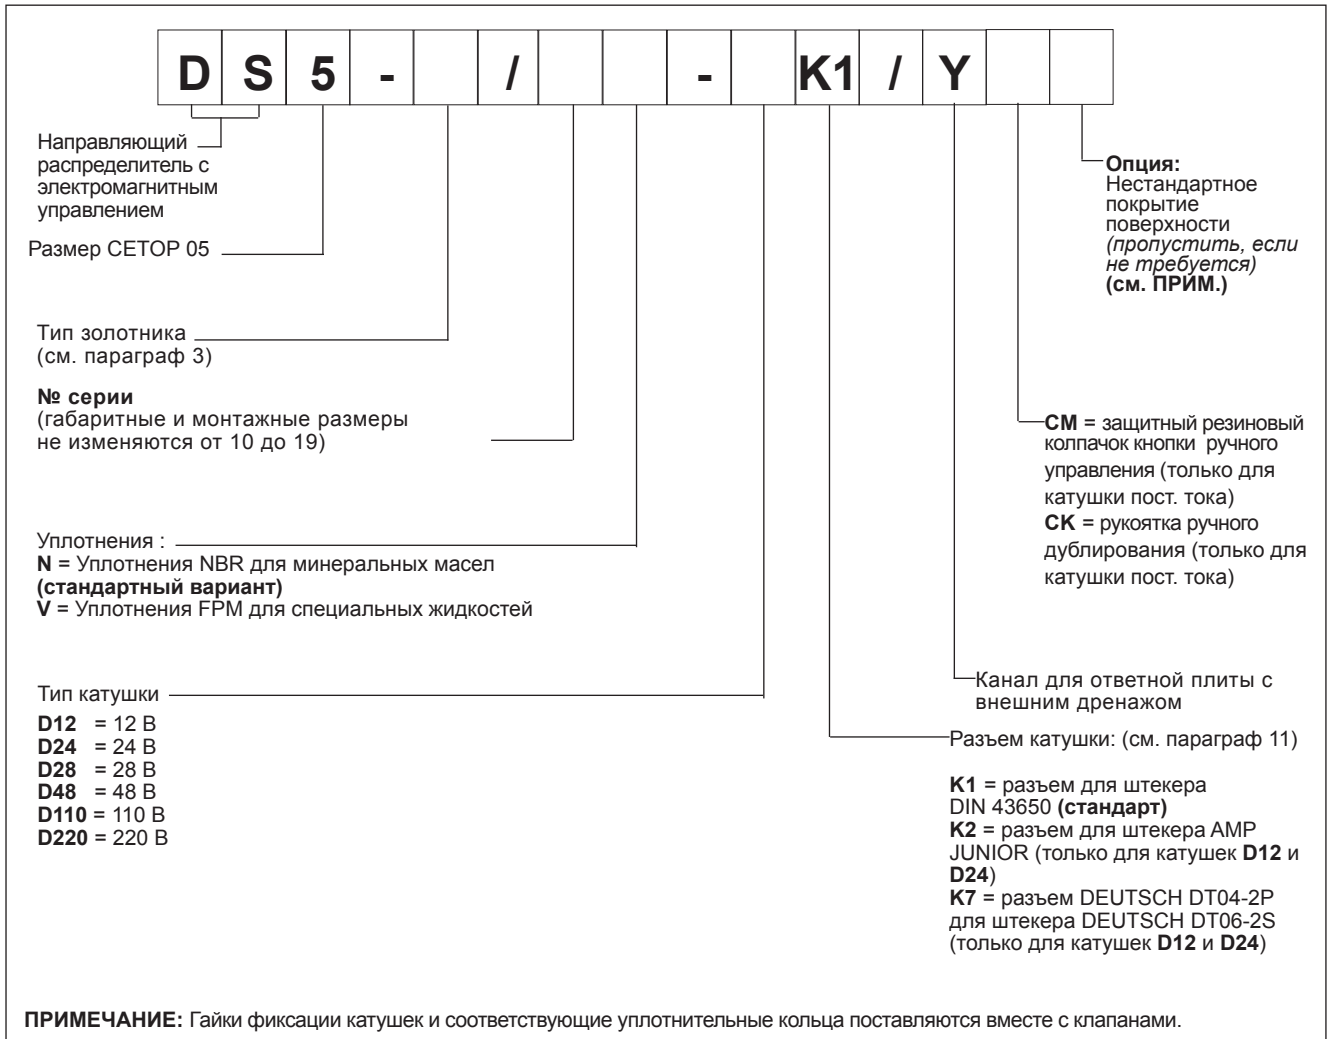 D S 5 - / - K1 / Y
Направляющий
распределитель с
электромагнитным
управлением
Размер CETOP 05
Тип золотника
(см. параграф 3)
№ серии
(габаритные и монтажные размеры
не изменяются от 10 до 19)
Уплотнения :
N = Уплотнения NBR для минеральных масел
(стандартный вариант)
V = Уплотнения FPM для специальных жидкостей
Тип катушки
D12 = 12 В
D24 = 24 В
D28 = 28 В
D48 = 48 В
D110 = 110 В
D220 = 220 В
Опция:
Нестандартное
покрытие
поверхности
(пропустить, если
не требуется)
(см. ПРИМ.)
CM = защитный резиновый
колпачок кнопки ручного
управления (только для
катушки пост. тока)
CK = рукоятка ручного
дублирования (только для
катушки пост. тока)
Канал для ответной плиты с
внешним дренажом
Разъем катушки: (см. параграф 11)
K1 = разъем для штекера
DIN 43650 (стандарт)
K2 = разъем для штекера AMP
JUNIOR (только для катушек D12 и
D24)
K7 = разъем DEUTSCH DT04-2P
для штекера DEUTSCH DT06-2S
(только для катушек D12 и D24)
ПРИМЕЧАНИЕ: Гайки фиксации катушек и соответствующие уплотнительные кольца поставляются вместе с клапанами.